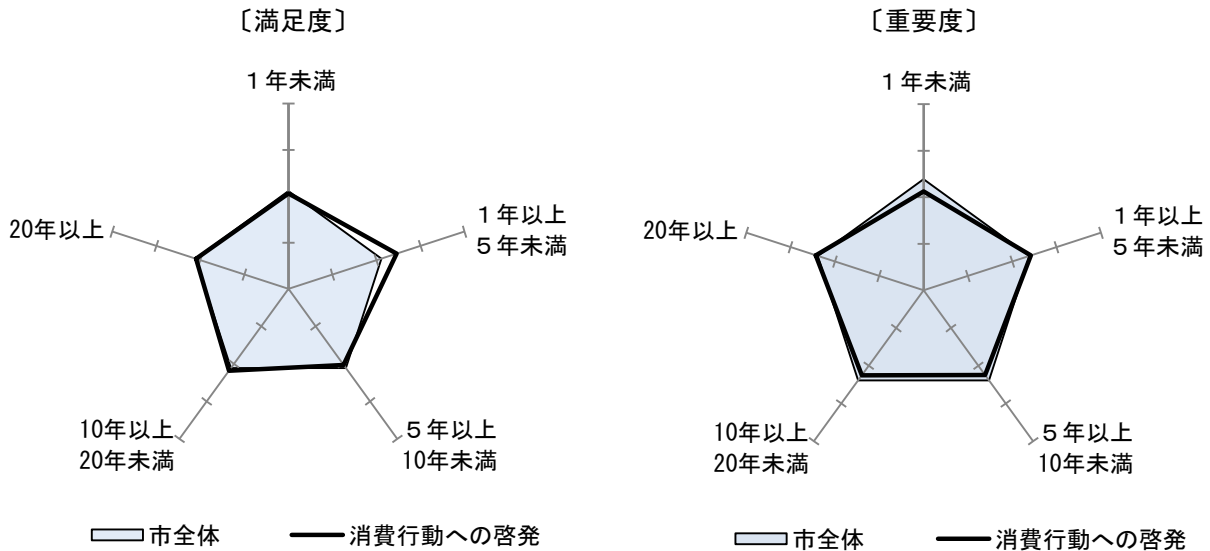 〔満足度〕
１年未満
１年以上
５年未満
５年以上
10年未満
10年以上
20年未満
20年以上
市全体
消費行動への啓発
〔重要度〕
１年未満
１年以上
５年未満
５年以上
10年未満
10年以上
20年未満
20年以上
市全体
消費行動への啓発